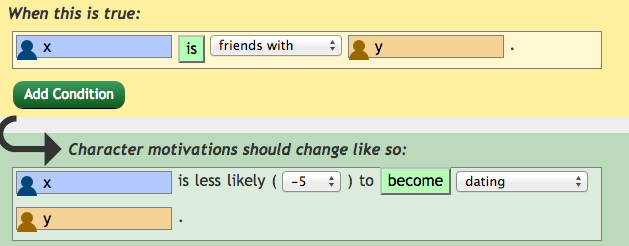 When this is true:
x is friends with y .
Add Condition
Character motivations should change like so:
x is less likely ( -5 ) to become dating
y .